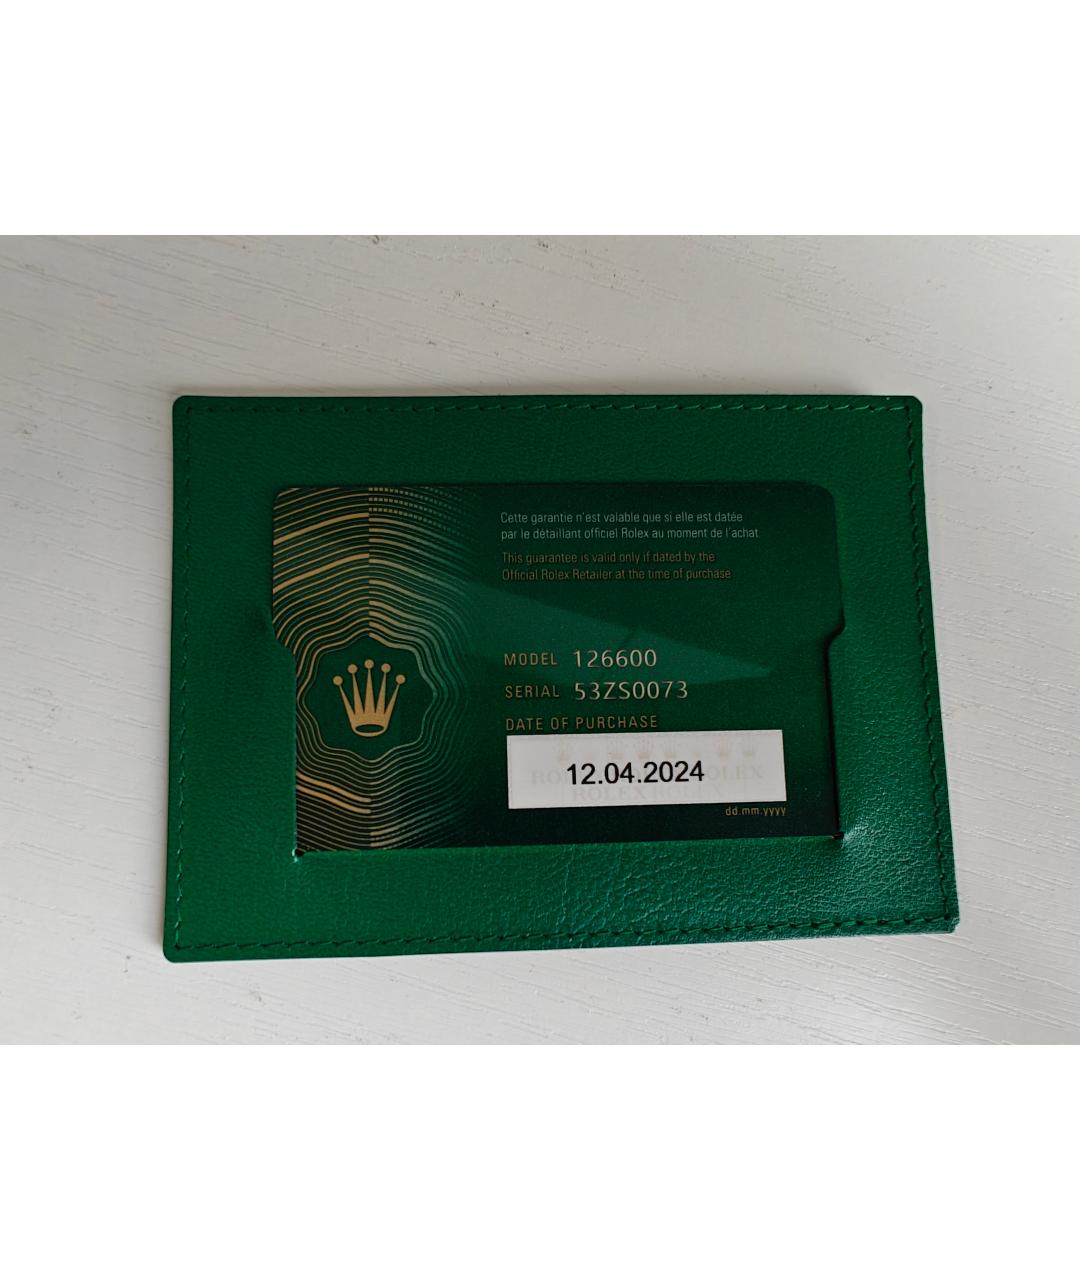 Cette garantie n'est valable que si elle est datée
par le détaillant officiel Rolex au moment de l'achat
This guarantee is valid only if dated by the
Official Rolex Retailer at the time of purchase
MODEL 126600
SERIAL 53ZS0073
DATE OF PURCHASE
12.04.2024
ROLEX ROLEX
dd.mm.yyyy